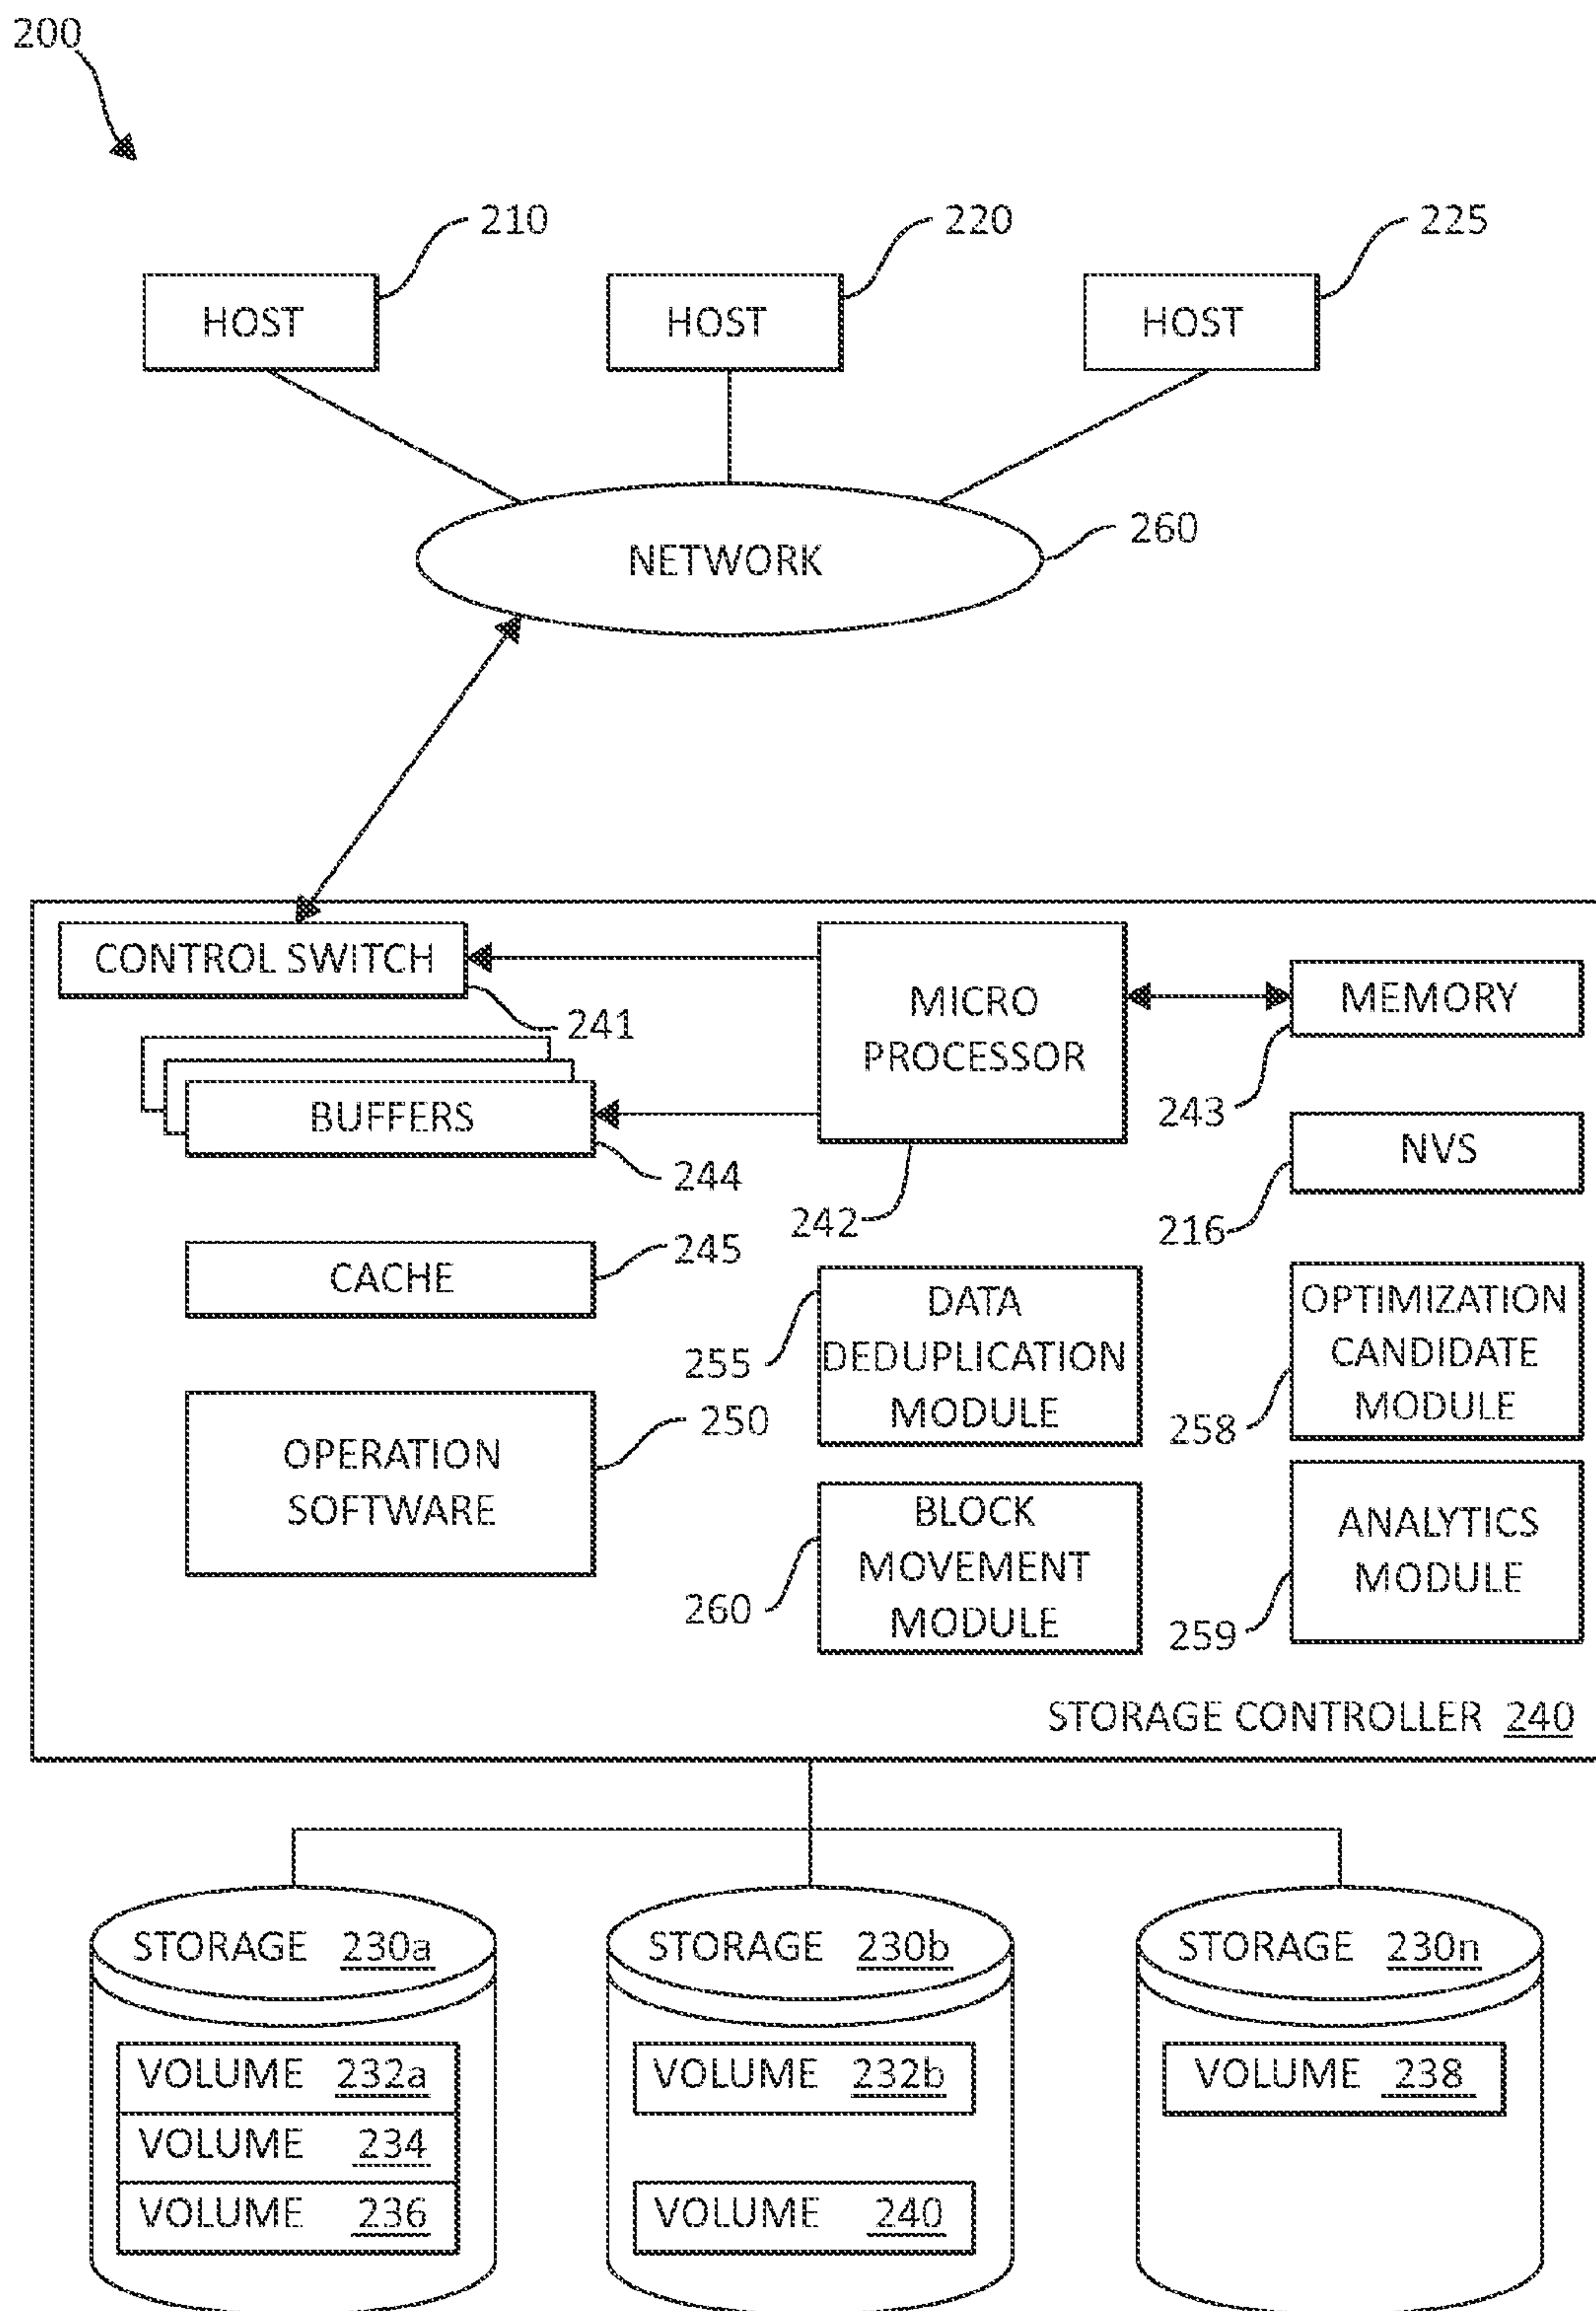 200
210
220
225
HOST
HOST
HOST
260
NETWORK
CONTROL SWITCH
241
MICRO
PROCESSOR
242
MEMORY
243
BUFFERS
244
NVS
216
CACHE
245
DATA
DEDUPLICATION
MODULE
255
OPTIMIZATION
CANDIDATE
MODULE
258
OPERATION
SOFTWARE
250
BLOCK
MOVEMENT
MODULE
260
ANALYTICS
MODULE
259
STORAGE CONTROLLER 240
STORAGE 230a
VOLUME 232a
VOLUME 234
VOLUME 236
STORAGE 230b
VOLUME 232b
VOLUME 240
STORAGE 230n
VOLUME 238